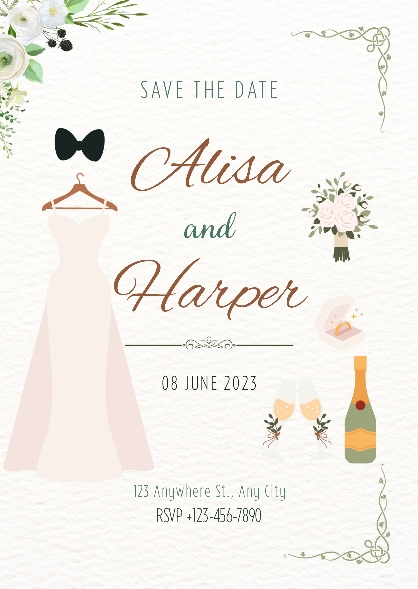 SAVE THE DATE
Alisa
and
Harper
08 JUNE 2023
123 Anywhere St., Any City
RSVP +123-456-7890